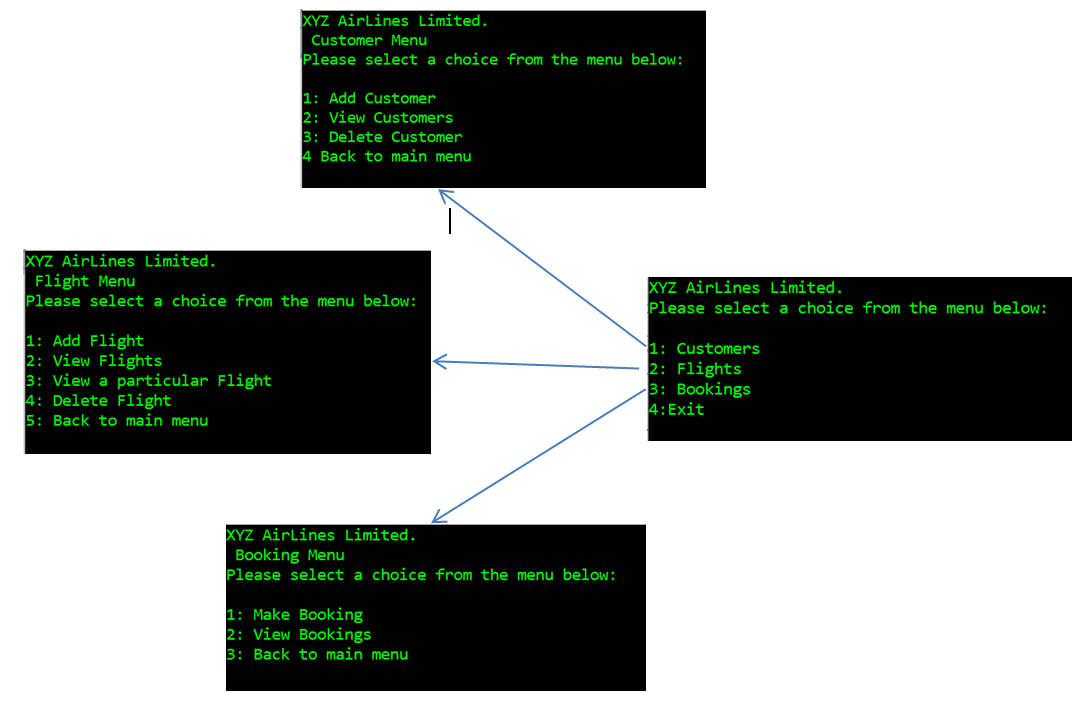 XYZ AirLines Limited.
Customer Menu
Please select a choice from the menu below:
1: Add Customer
2: View Customers
3: Delete Customer
4 Back to main menu
XYZ AirLines Limited.
Flight Menu
Please select a choice from the menu below:
1: Add Flight
2: View Flights
3: View a particular Flight
4: Delete Flight
5: Back to main menu
XYZ AirLines Limited.
Please select a choice from the menu below:
1: Customers
2: Flights
3: Bookings
4:Exit
XYZ AirLines Limited.
Booking Menu
Please select a choice from the menu below:
1: Make Booking
2: View Bookings
3: Back to main menu